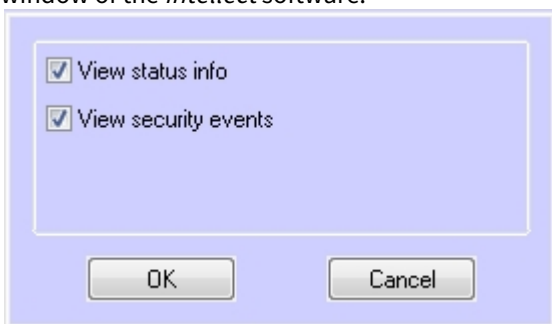 window of the Intellect software.
View status info
View security events
OK Cancel